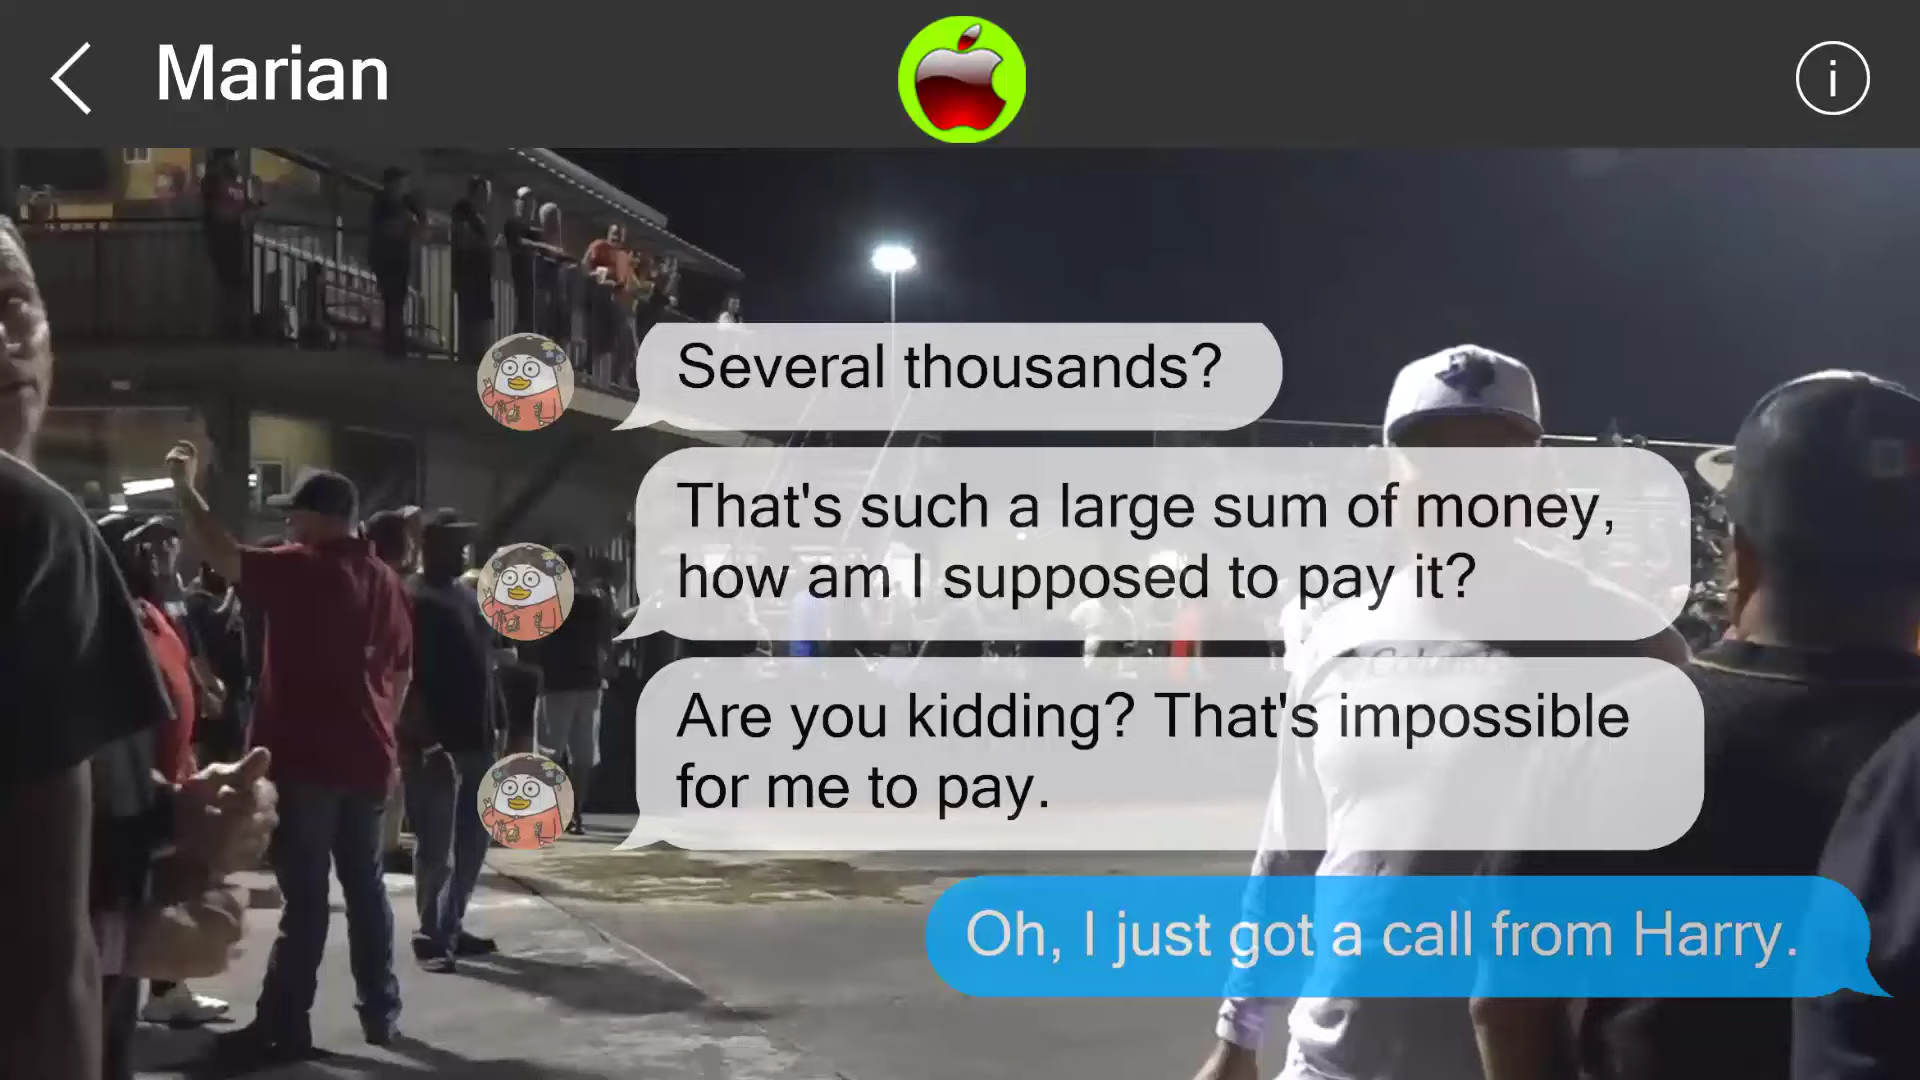 Marian
i
Several thousands?
That's such a large sum of money,
how am I supposed to pay it?
Are you kidding? That's impossible
for me to pay.
Oh, I just got a call from Harry.